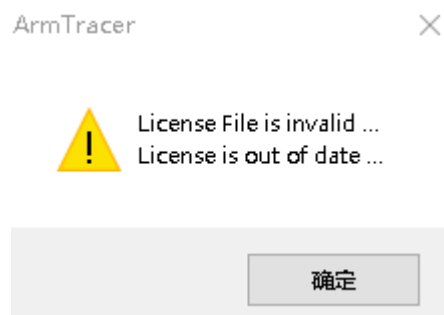 ArmTracer
License File is invalid ...
License is out of date ...
确定